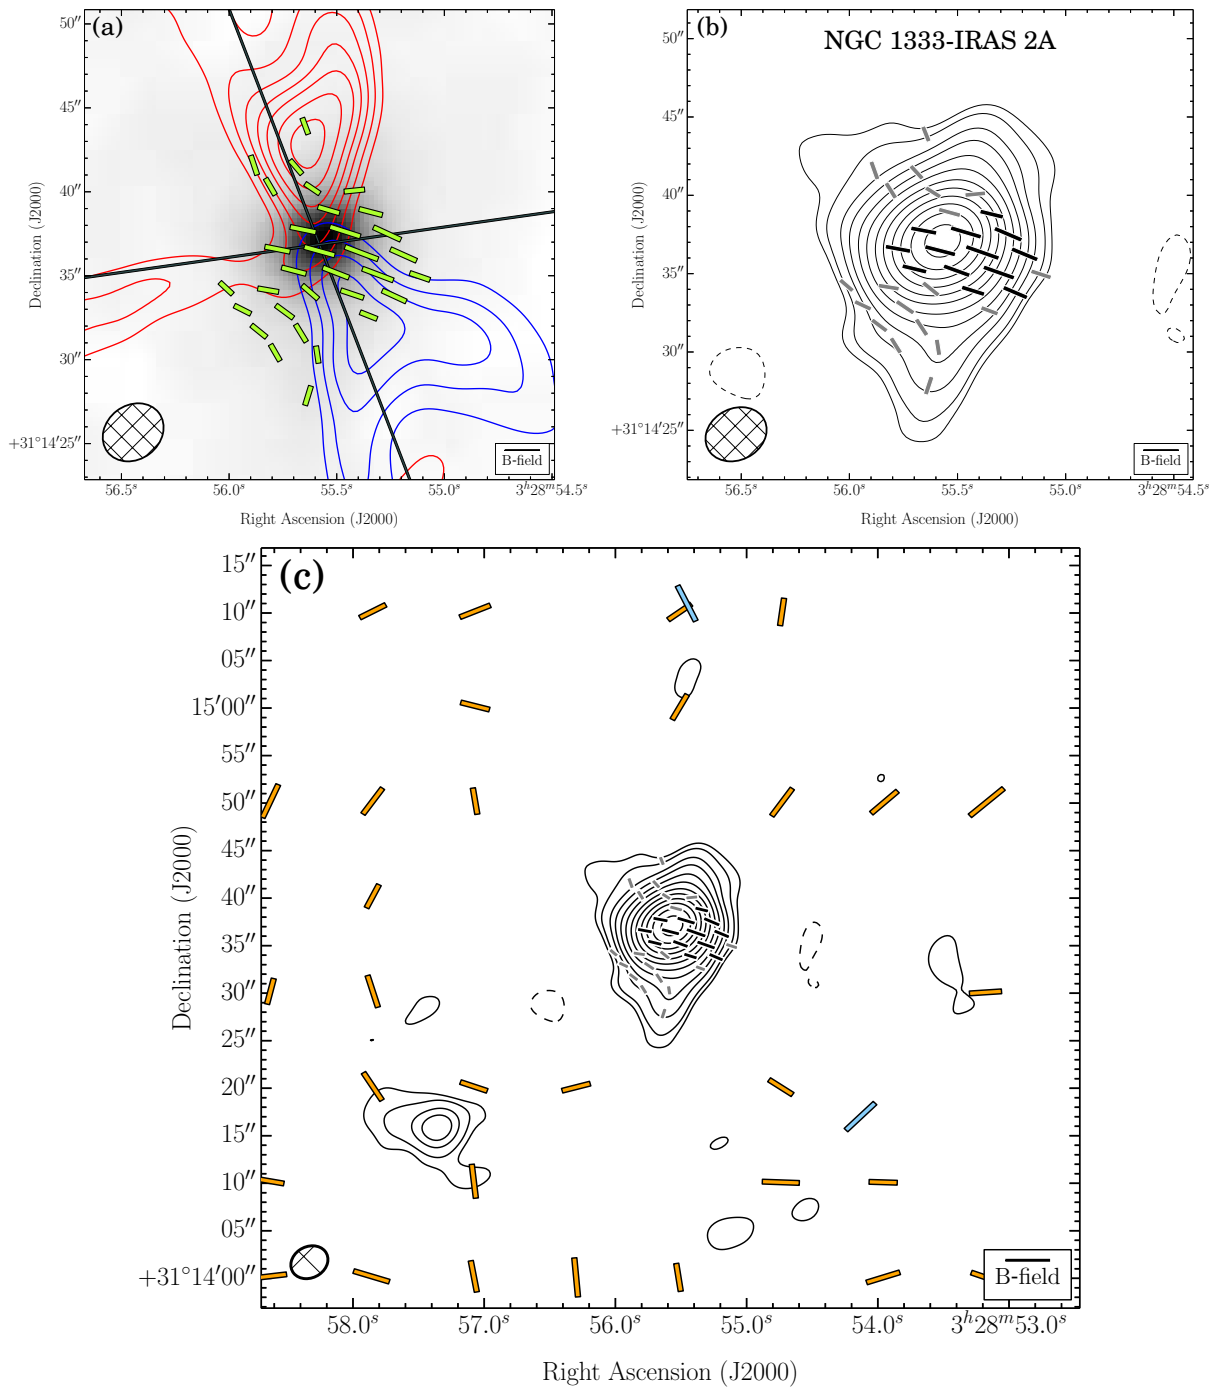 (a)
50″
45″
40″
35″
30″
+31°14′25″
Declination (J2000)
56.5ˢ 56.0ˢ 55.5ˢ 55.0ˢ 3ʰ28ᵐ54.5ˢ
Right Ascension (J2000)
B-field
(b)
NGC 1333-IRAS 2A
50″
45″
40″
35″
30″
+31°14′25″
Declination (J2000)
56.5ˢ 56.0ˢ 55.5ˢ 55.0ˢ 3ʰ28ᵐ54.5ˢ
Right Ascension (J2000)
B-field
(c)
15″
10″
05″
15′00″
55″
50″
45″
40″
35″
30″
25″
20″
15″
10″
05″
+31°14′00″
Declination (J2000)
B-field
58.0ˢ 57.0ˢ 56.0ˢ 55.0ˢ 54.0ˢ 3ʰ28ᵐ53.0ˢ
Right Ascension (J2000)